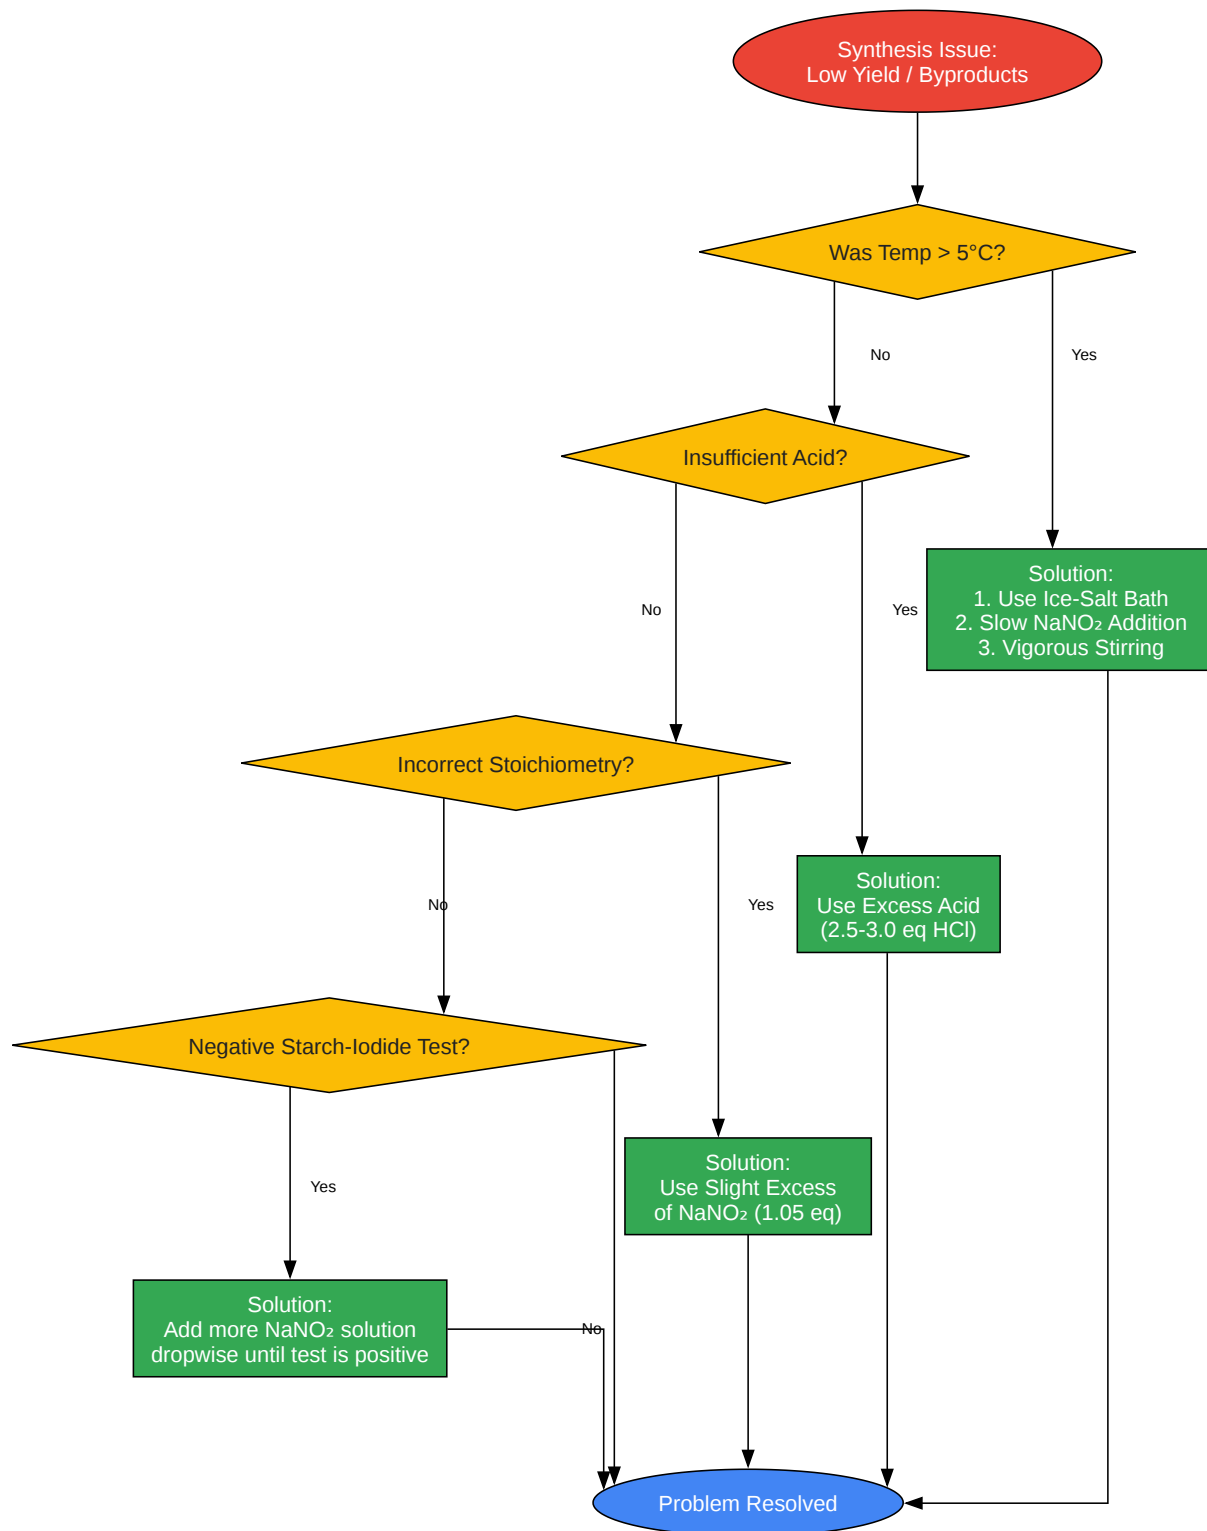 Synthesis Issue:
Low Yield / Byproducts
Was Temp > 5°C?
No
Yes
Insufficient Acid?
Solution:
1. Use Ice-Salt Bath
2. Slow NaNO₂ Addition
3. Vigorous Stirring
No
Yes
Incorrect Stoichiometry?
Solution:
Use Excess Acid
(2.5-3.0 eq HCl)
No
Yes
Negative Starch-Iodide Test?
Solution:
Use Slight Excess
of NaNO₂ (1.05 eq)
Yes
Solution:
Add more NaNO₂ solution
dropwise until test is positive
No
Problem Resolved